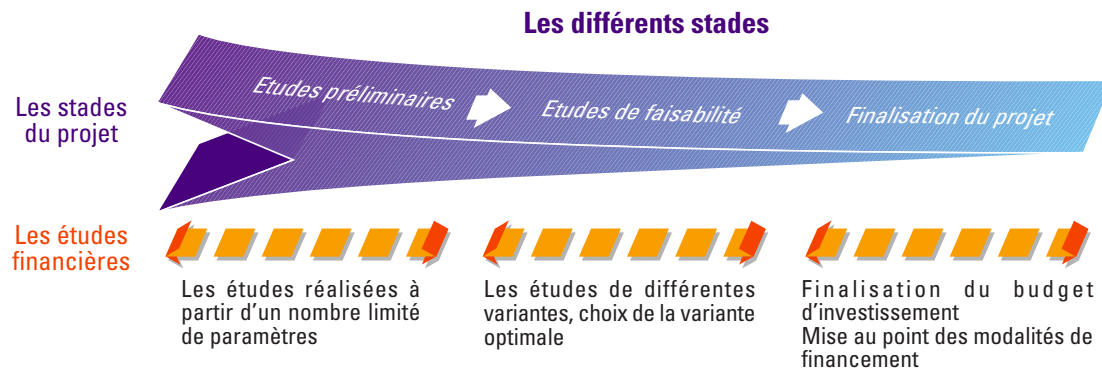 Les différents stades
Les stades
du projet
Etudes préliminaires
Etudes de faisabilité
Finalisation du projet
Les études
financières
Les études réalisées à
partir d'un nombre limité
de paramètres
Les études de différentes
variantes, choix de la variante
optimale
Finalisation du budget
d'investissement
Mise au point des modalités de
financement